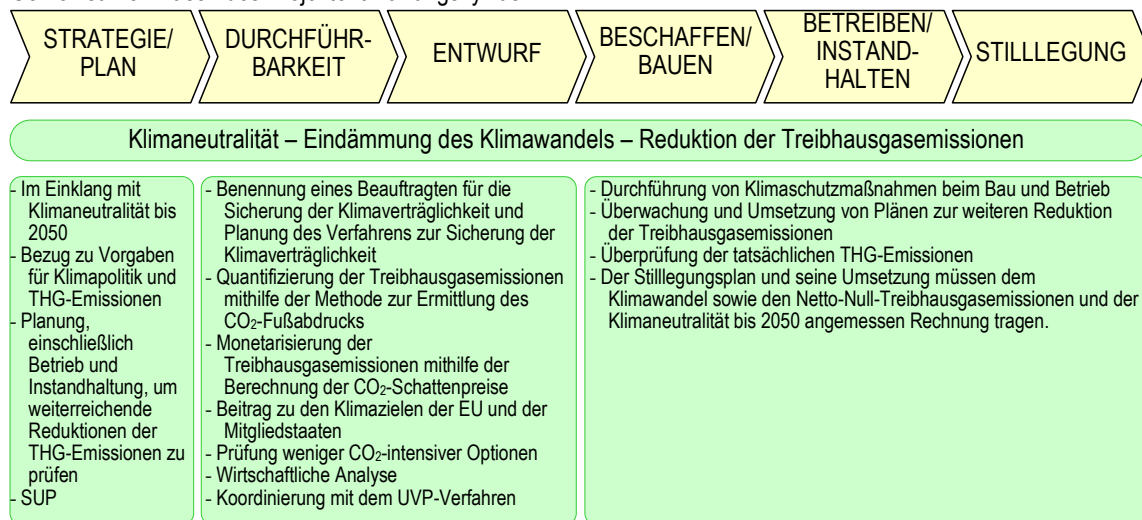 STRATEGIE/
PLAN
DURCHFÜHR-
BARKEIT
ENTWURF
BESCHAFFEN/
BAUEN
BETREIBEN/
INSTAND-
HALTEN
STILLLEGUNG
Klimaneutralität – Eindämmung des Klimawandels – Reduktion der Treibhausgasemissionen
- Im Einklang mit
Klimaneutralität bis
2050
- Bezug zu Vorgaben
für Klimapolitik und
THG-Emissionen
- Planung,
einschließlich
Betrieb und
Instandhaltung, um
weiterreichende
Reduktionen der
THG-Emissionen zu
prüfen
- SUP
- Benennung eines Beauftragten für die
Sicherung der Klimaverträglichkeit und
Planung des Verfahrens zur Sicherung der
Klimaverträglichkeit
- Quantifizierung der Treibhausgasemissionen
mithilfe der Methode zur Ermittlung des
CO₂-Fußabdrucks
- Monetarisierung der
Treibhausgasemissionen mithilfe der
Berechnung der CO₂-Schattenpreise
- Beitrag zu den Klimazielen der EU und der
Mitgliedstaaten
- Prüfung weniger CO₂-intensiver Optionen
- Wirtschaftliche Analyse
- Koordinierung mit dem UVP-Verfahren
- Durchführung von Klimaschutzmaßnahmen beim Bau und Betrieb
- Überwachung und Umsetzung von Plänen zur weiteren Reduktion
der Treibhausgasemissionen
- Überprüfung der tatsächlichen THG-Emissionen
- Der Stilllegungsplan und seine Umsetzung müssen dem
Klimawandel sowie den Netto-Null-Treibhausgasemissionen und der
Klimaneutralität bis 2050 angemessen Rechnung tragen.